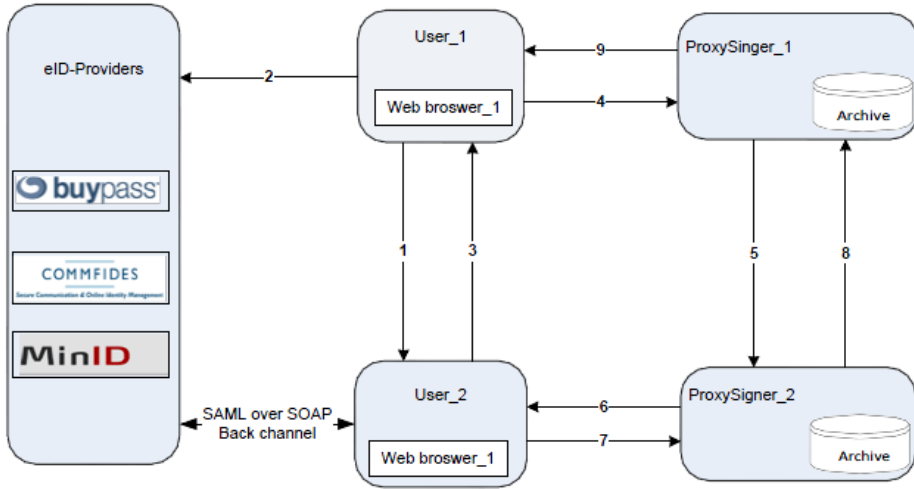 eID-Providers
buypass
COMMFIDES
Secure Communication & Online Identity Management
MinID
User_1
Web broswer_1
ProxySinger_1
Archive
2
9
4
1
3
5
8
User_2
Web broswer_1
ProxySigner_2
Archive
SAML over SOAP
Back channel
6
7